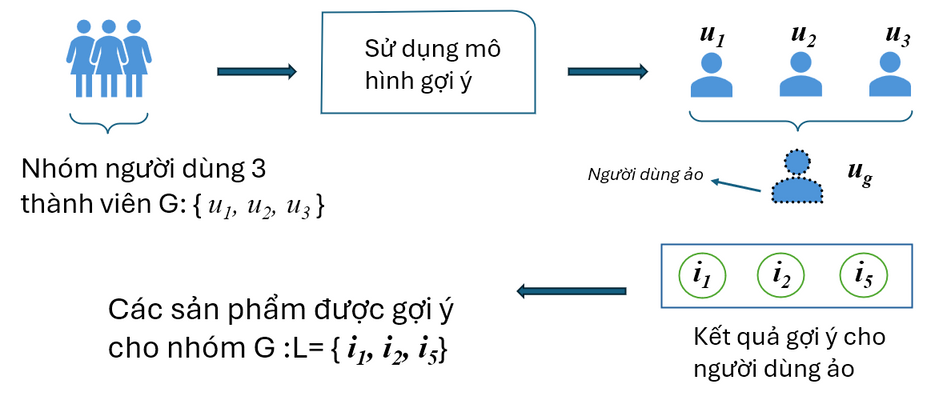 Sử dụng mô
hình gợi ý
u1 u2 u3
Nhóm người dùng 3
thành viên G: { u1, u2, u3 }
Người dùng ảo
ug
i1 i2 i5
Các sản phẩm được gợi ý
cho nhóm G :L= { i1, i2, i5}
Kết quả gợi ý cho
người dùng ảo